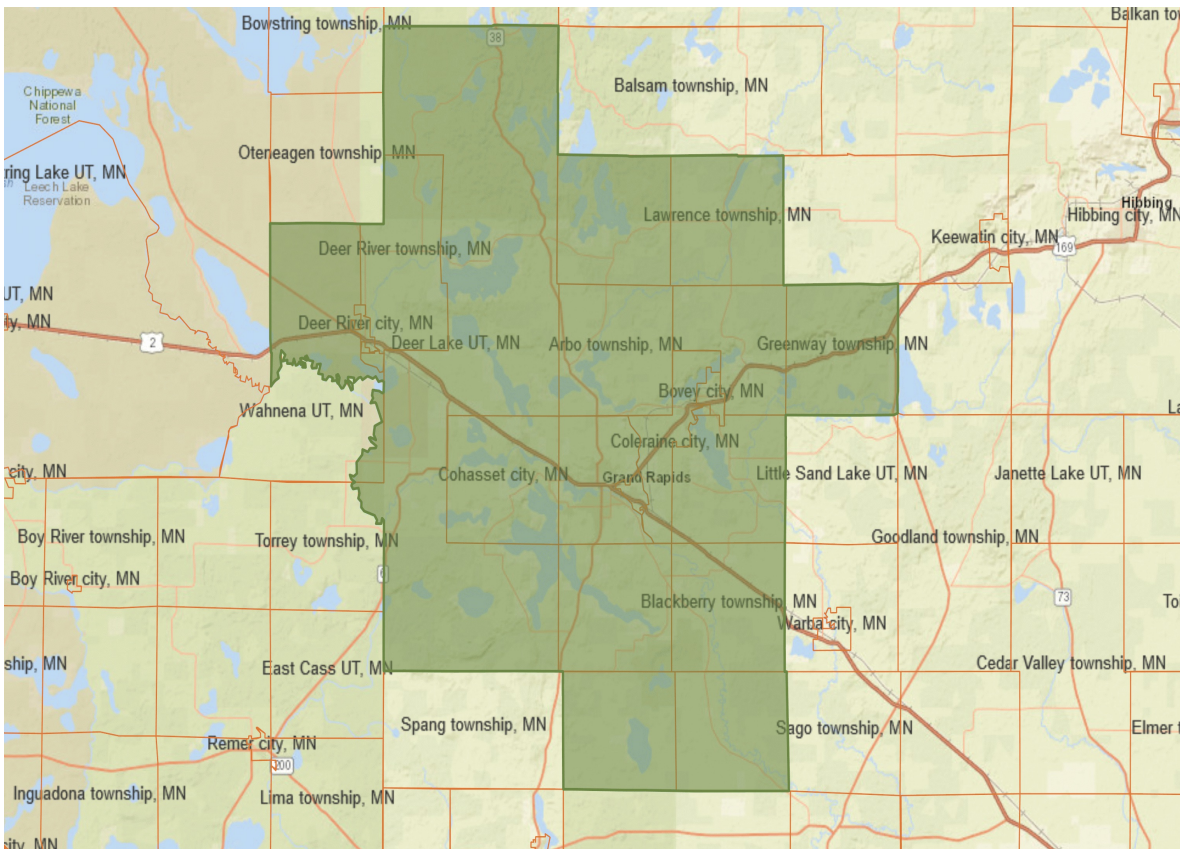 Bowstring township, MN
38
Balkan tow
Balsam township, MN
Chippewa
National
Forest
Oteneagen township, MN
tring Lake UT, MN
Leech Lake
Reservation
Lawrence township, MN
Hibbing
Hibbing city, MN
Keewatin city, MN
169
Deer River township, MN
UT, MN
ty, MN
2
Deer River city, MN
Deer Lake UT, MN
Arbo township, MN
Greenway township, MN
Bovey city, MN
Wahnena UT, MN
La
Coleraine city, MN
city, MN
Cohasset city, MN
Grand Rapids
Little Sand Lake UT, MN
Janette Lake UT, MN
Boy River township, MN
Torrey township, MN
Goodland township, MN
Boy River city, MN
6
Blackberry township, MN
73
To
Warba city, MN
ship, MN
East Cass UT, MN
Cedar Valley township, MN
Spang township, MN
Sago township, MN
Elmer t
Remer city, MN
200
Inguadona township, MN
Lima township, MN
city, MN